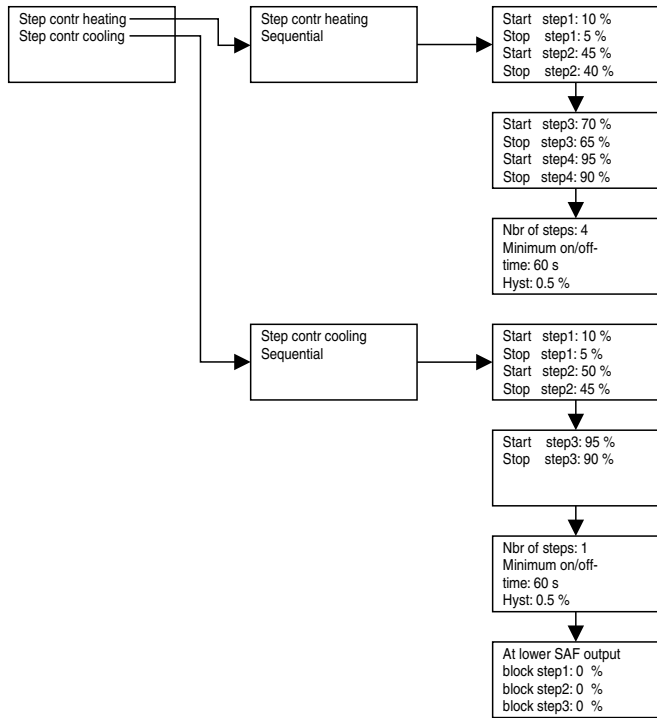 Step contr heating
Step contr cooling
Step contr heating
Sequential
Start step1: 10 %
Stop step1: 5 %
Start step2: 45 %
Stop step2: 40 %
Start step3: 70 %
Stop step3: 65 %
Start step4: 95 %
Stop step4: 90 %
Nbr of steps: 4
Minimum on/off-
time: 60 s
Hyst: 0.5 %
Step contr cooling
Sequential
Start step1: 10 %
Stop step1: 5 %
Start step2: 50 %
Stop step2: 45 %
Start step3: 95 %
Stop step3: 90 %
Nbr of steps: 1
Minimum on/off-
time: 60 s
Hyst: 0.5 %
At lower SAF output
block step1: 0 %
block step2: 0 %
block step3: 0 %